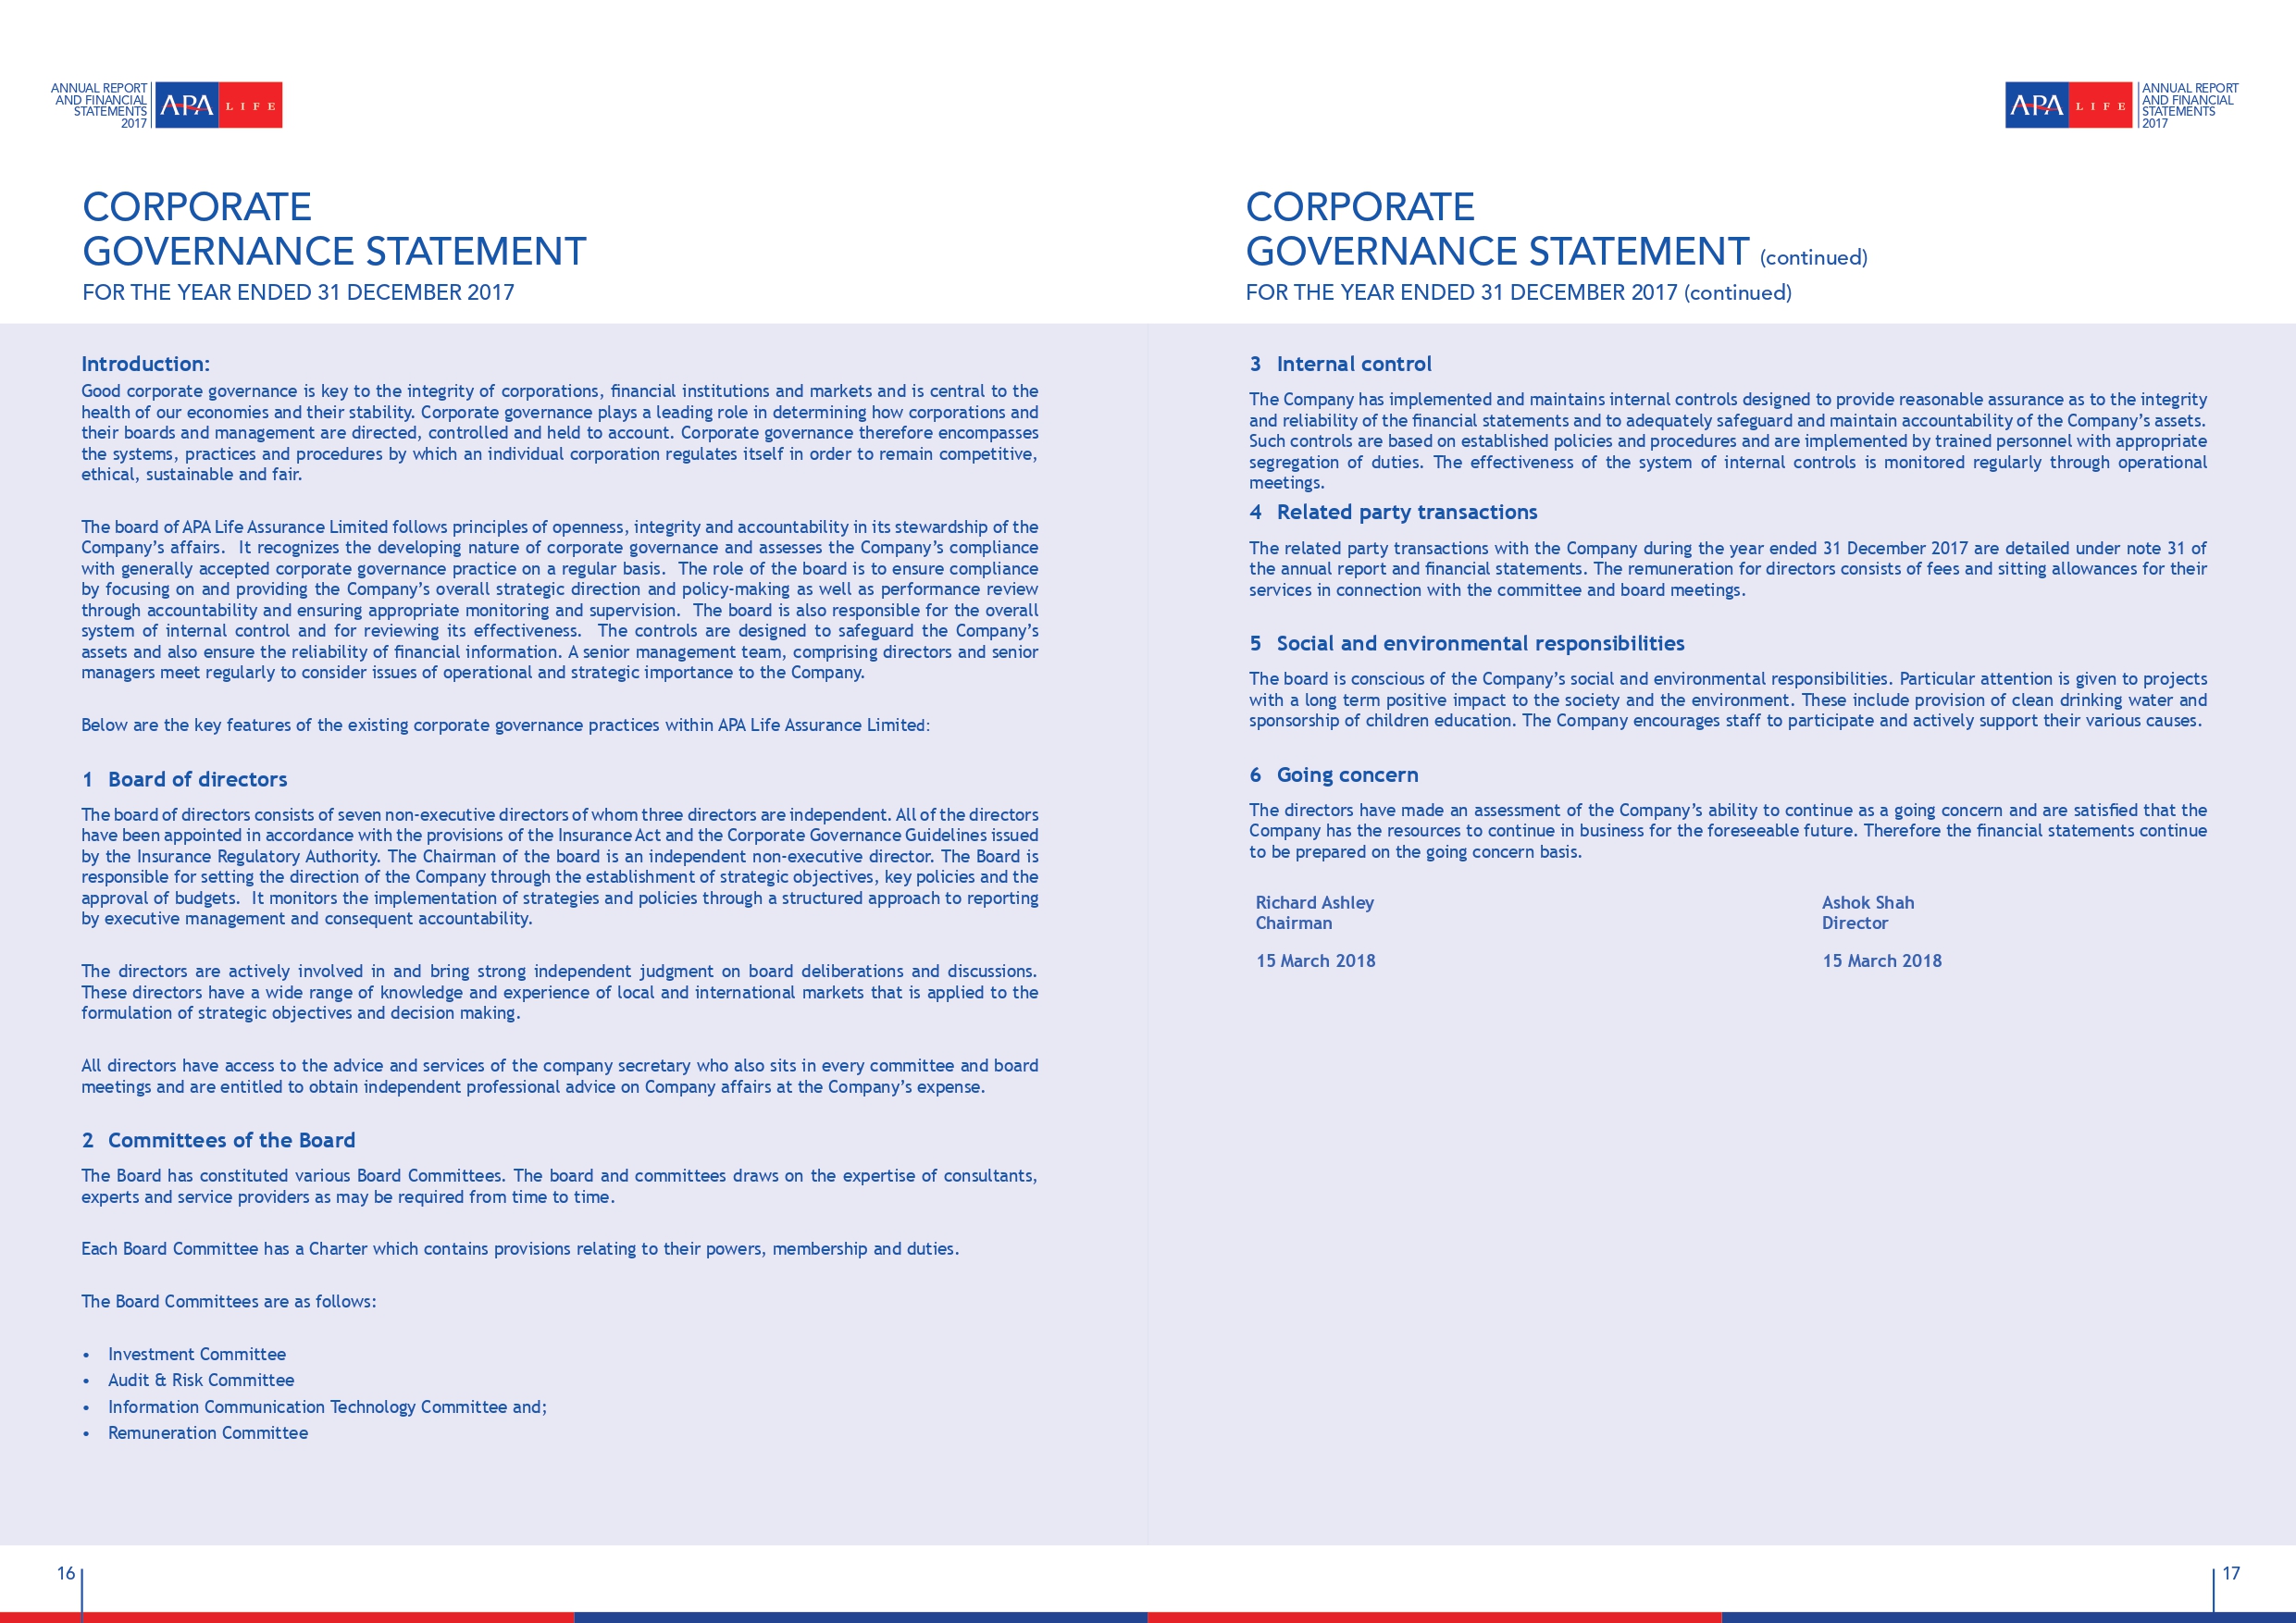 ANNUAL REPORT
AND FINANCIAL
STATEMENTS
2017
APA LIFE
CORPORATE
GOVERNANCE STATEMENT
FOR THE YEAR ENDED 31 DECEMBER 2017
Introduction:
Good corporate governance is key to the integrity of corporations, financial institutions and markets and is central to the
health of our economies and their stability. Corporate governance plays a leading role in determining how corporations and
their boards and management are directed, controlled and held to account. Corporate governance therefore encompasses
the systems, practices and procedures by which an individual corporation regulates itself in order to remain competitive,
ethical, sustainable and fair.
The board of APA Life Assurance Limited follows principles of openness, integrity and accountability in its stewardship of the
Company’s affairs.  It recognizes the developing nature of corporate governance and assesses the Company’s compliance
with generally accepted corporate governance practice on a regular basis.  The role of the board is to ensure compliance
by focusing on and providing the Company’s overall strategic direction and policy-making as well as performance review
through accountability and ensuring appropriate monitoring and supervision.  The board is also responsible for the overall
system of internal control and for reviewing its effectiveness.  The controls are designed to safeguard the Company’s
assets and also ensure the reliability of financial information. A senior management team, comprising directors and senior
managers meet regularly to consider issues of operational and strategic importance to the Company.
Below are the key features of the existing corporate governance practices within APA Life Assurance Limited:
1 Board of directors
The board of directors consists of seven non-executive directors of whom three directors are independent. All of the directors
have been appointed in accordance with the provisions of the Insurance Act and the Corporate Governance Guidelines issued
by the Insurance Regulatory Authority. The Chairman of the board is an independent non-executive director. The Board is
responsible for setting the direction of the Company through the establishment of strategic objectives, key policies and the
approval of budgets.  It monitors the implementation of strategies and policies through a structured approach to reporting
by executive management and consequent accountability.
The directors are actively involved in and bring strong independent judgment on board deliberations and discussions.
These directors have a wide range of knowledge and experience of local and international markets that is applied to the
formulation of strategic objectives and decision making.
All directors have access to the advice and services of the company secretary who also sits in every committee and board
meetings and are entitled to obtain independent professional advice on Company affairs at the Company’s expense.
2 Committees of the Board
The Board has constituted various Board Committees. The board and committees draws on the expertise of consultants,
experts and service providers as may be required from time to time.
Each Board Committee has a Charter which contains provisions relating to their powers, membership and duties.
The Board Committees are as follows:
• Investment Committee
• Audit & Risk Committee
• Information Communication Technology Committee and;
• Remuneration Committee
16
APA LIFE
ANNUAL REPORT
AND FINANCIAL
STATEMENTS
2017
CORPORATE
GOVERNANCE STATEMENT (continued)
FOR THE YEAR ENDED 31 DECEMBER 2017 (continued)
3 Internal control
The Company has implemented and maintains internal controls designed to provide reasonable assurance as to the integrity
and reliability of the financial statements and to adequately safeguard and maintain accountability of the Company’s assets.
Such controls are based on established policies and procedures and are implemented by trained personnel with appropriate
segregation of duties. The effectiveness of the system of internal controls is monitored regularly through operational
meetings.
4 Related party transactions
The related party transactions with the Company during the year ended 31 December 2017 are detailed under note 31 of
the annual report and financial statements. The remuneration for directors consists of fees and sitting allowances for their
services in connection with the committee and board meetings.
5 Social and environmental responsibilities
The board is conscious of the Company’s social and environmental responsibilities. Particular attention is given to projects
with a long term positive impact to the society and the environment. These include provision of clean drinking water and
sponsorship of children education. The Company encourages staff to participate and actively support their various causes.
6 Going concern
The directors have made an assessment of the Company’s ability to continue as a going concern and are satisfied that the
Company has the resources to continue in business for the foreseeable future. Therefore the financial statements continue
to be prepared on the going concern basis.
Richard Ashley
Chairman
15 March 2018
Ashok Shah
Director
15 March 2018
17